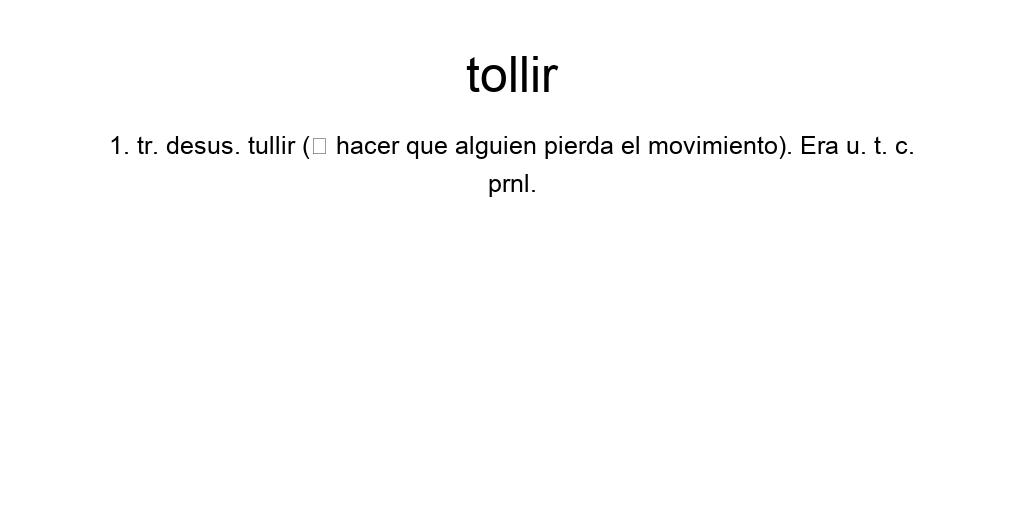 tollir
1. tr. desus. tullir (□ hacer que alguien pierda el movimiento). Era u. t. c.
prnl.